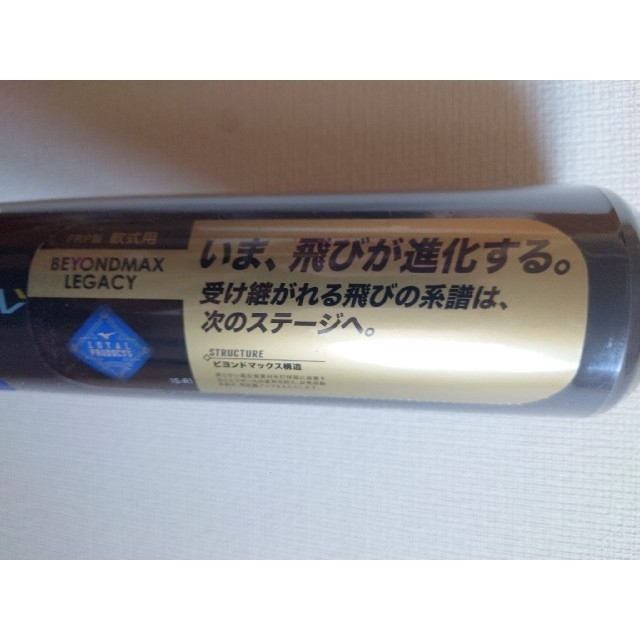 FRP製 軟式用
BEYONDMAX
LEGACY
LOYAL
PRODUCTS
いま、飛びが進化する。
受け継がれる飛びの系譜は、
次のステージへ。
STRUCTURE
ビヨンドマックス構造